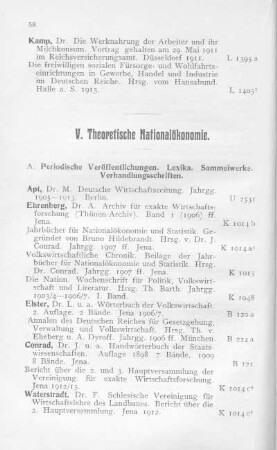 58
Kamp, Dr. Die Werknahrung der Arbeiter und ihr
Milchkonsum. Vortrag gehalten am 29. Mai 1911
im Reichsversicherungsamt. Düsseldorf 1911. L 1395 a
Die freiwilligen sozialen Fürsorge- und Wohlfahrts-
einrichtungen in Gewerbe, Handel und Industrie
im Deutschen Reiche. Hrsg. vom Hansabund.
Halle a. S. 1913. L 1405
V. Theoretische Nationalökonomie.
A. Periodische Veröffentlichungen. Lexika. Sammelwerke.
Verhandlungsschriften.
Apt, Dr. M. Deutsche Wirtschaftszeitung. Jahrgg.
1905—1913. Berlin. U 253
Ehrenberg, Dr. A. Archiv für exakte Wirtschafts-
forschung (Thünen-Archiv). Band 1 (1906) ff.
Jena. K 1014 b
Jahrbücher für Nationalökonomie und Statistik. Ge-
gründet von Bruno Hildebrandt. Hrsg. v. Dr. J.
Conrad. Jahrgg. 1907 ff. Jena K 1014 a
Volkswirtschaftliche Chronik. Beilage der Jahr-
bücher für Nationalökonomie und Statistik. Hrsg.
Dr. Conrad. Jahrgg. 1907 ff. Jena. K 1015
Die Nation. Wochenschrift für Politik, Volkswirt-
schaft und Literatur. Hrsg. Th. Barth. Jahrgg.
1903/4—1906/7. 1. Band. K 1048
Elster, Dr. L. u. a. Wörterbuch der Volkswirtschaft.
2. Auflage. 2 Bände. Jena 1906/7. B 120 a
Annalen des Deutschen Reiches für Gesetzgebung,
Verwaltung und Volkswirtschaft. Hrsg. Th. v.
Eheberg u. A. Dyroff. Jahrgg. 1906 ff. München B 224 a
Conrad, Dr. J. u. a. Handwörterbuch der Staats-
wissenschaften. Auflage 1898 7 Bände, 1909
8 Bände. Jena. B 121
Bericht über die 2. und 3. Hauptversammlung der
Vereinigung für exakte Wirtschaftsforschung.
Jena 1912/13. K 1014 c
Waterstradt, Dr. F. Schlesische Vereinigung für
Wirtschaftslehre des Landbaues. Bericht über die
2. Hauptversammlung. Jena 1912. K 1014 c